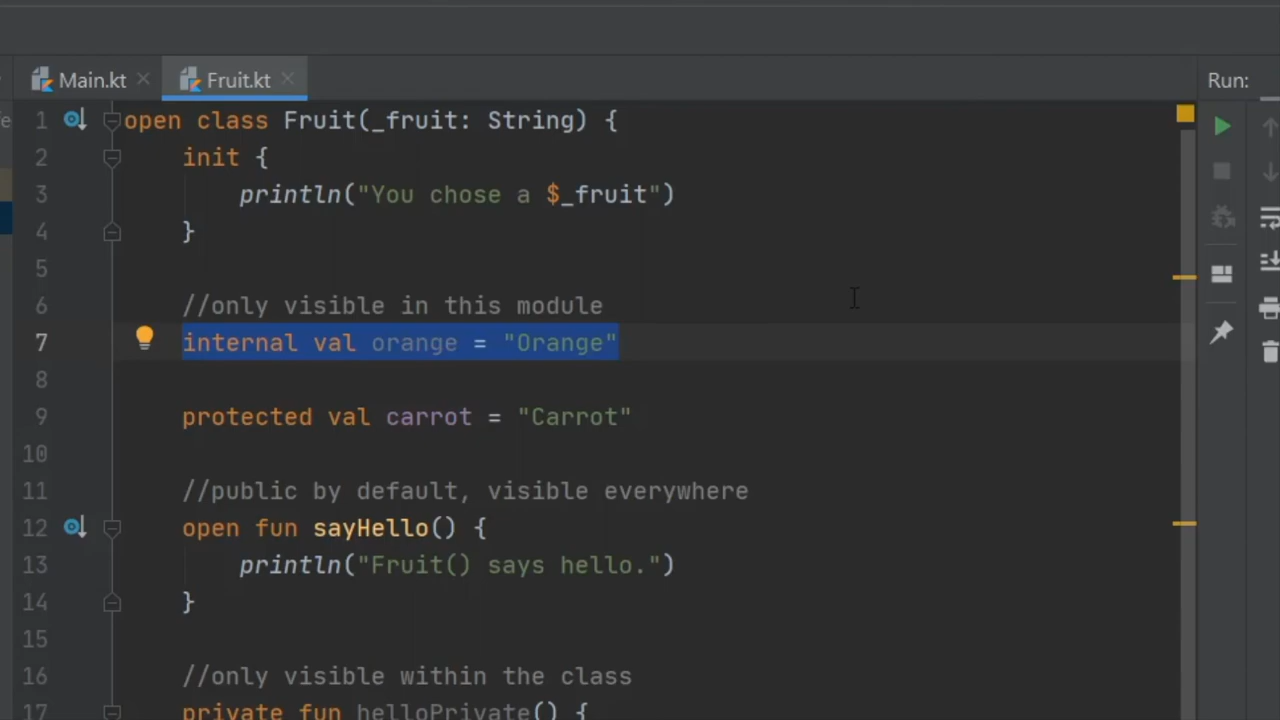 Main.kt
Fruit.kt
Run:
1 open class Fruit(_fruit: String) {
2 init {
3 println("You chose a $_fruit")
4 }
5
6 //only visible in this module
7 internal val orange = "Orange"
8
9 protected val carrot = "Carrot"
10
11 //public by default, visible everywhere
12 open fun sayHello() {
13 println("Fruit() says hello.")
14 }
15
16 //only visible within the class
17 private fun helloPrivate() {